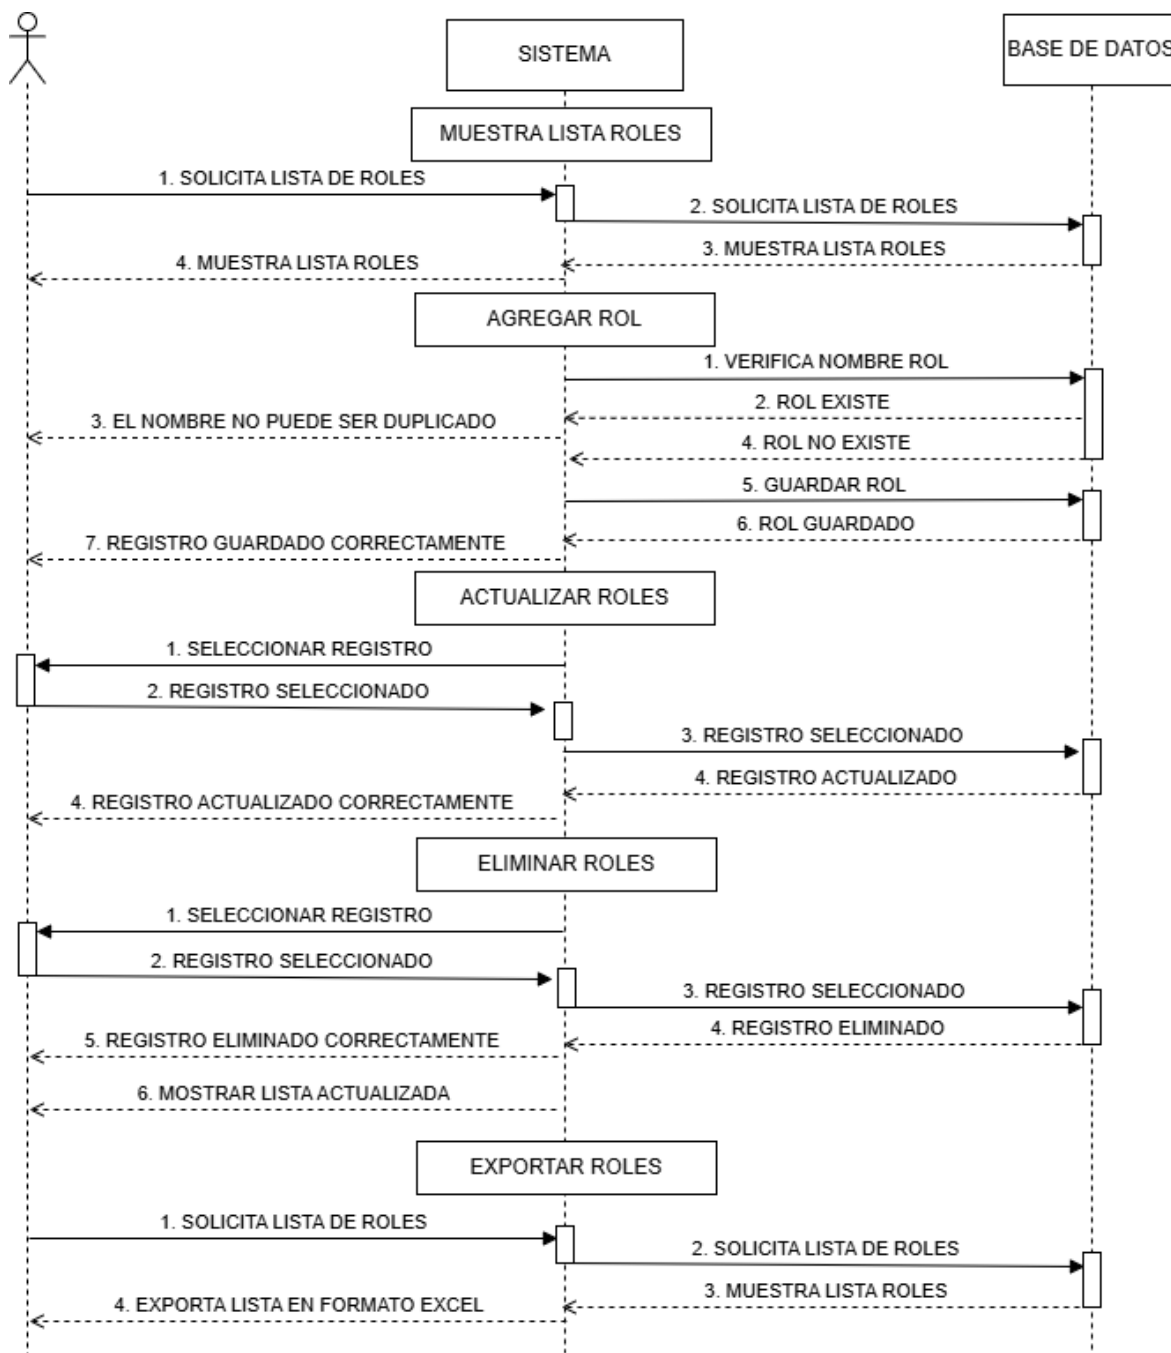 SISTEMA
BASE DE DATOS
MUESTRA LISTA ROLES
1. SOLICITA LISTA DE ROLES
2. SOLICITA LISTA DE ROLES
3. MUESTRA LISTA ROLES
4. MUESTRA LISTA ROLES
AGREGAR ROL
1. VERIFICA NOMBRE ROL
2. ROL EXISTE
3. EL NOMBRE NO PUEDE SER DUPLICADO
4. ROL NO EXISTE
5. GUARDAR ROL
6. ROL GUARDADO
7. REGISTRO GUARDADO CORRECTAMENTE
ACTUALIZAR ROLES
1. SELECCIONAR REGISTRO
2. REGISTRO SELECCIONADO
3. REGISTRO SELECCIONADO
4. REGISTRO ACTUALIZADO
4. REGISTRO ACTUALIZADO CORRECTAMENTE
ELIMINAR ROLES
1. SELECCIONAR REGISTRO
2. REGISTRO SELECCIONADO
3. REGISTRO SELECCIONADO
4. REGISTRO ELIMINADO
5. REGISTRO ELIMINADO CORRECTAMENTE
6. MOSTRAR LISTA ACTUALIZADA
EXPORTAR ROLES
1. SOLICITA LISTA DE ROLES
2. SOLICITA LISTA DE ROLES
3. MUESTRA LISTA ROLES
4. EXPORTA LISTA EN FORMATO EXCEL